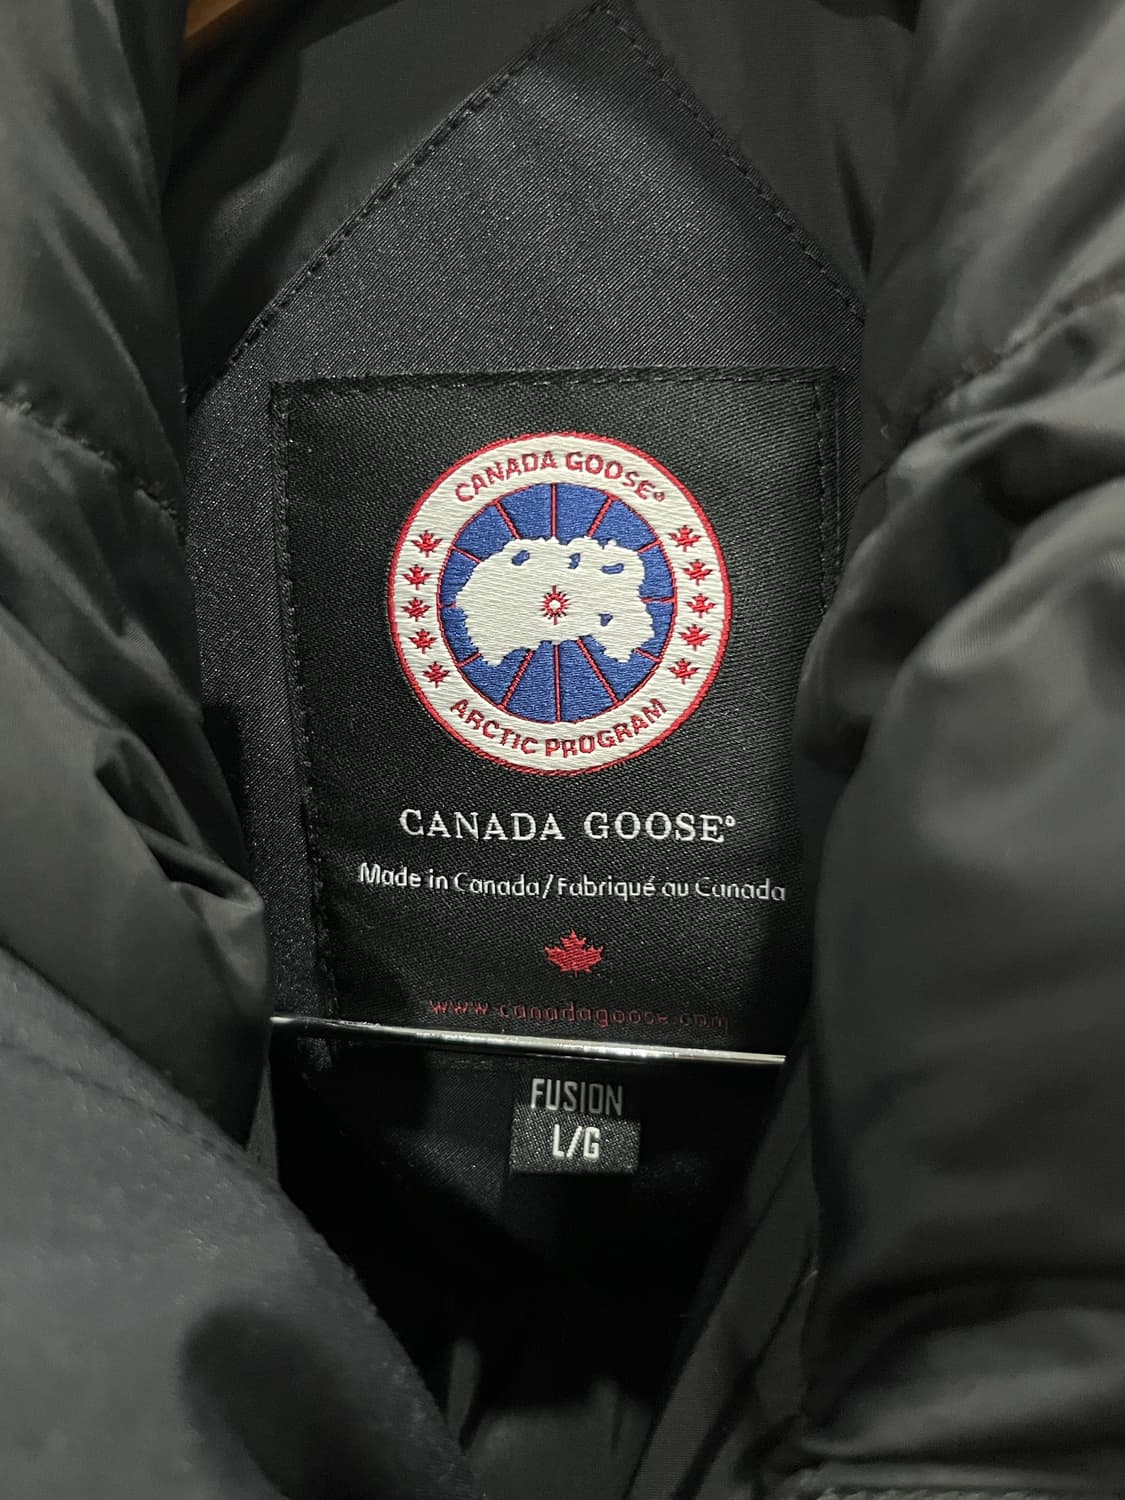 CANADA GOOSE®
ARCTIC PROGRAM
CANADA GOOSE®
Made in Canada/Fabriqué au Canada
www.canadagoose.com
FUSION
L/G